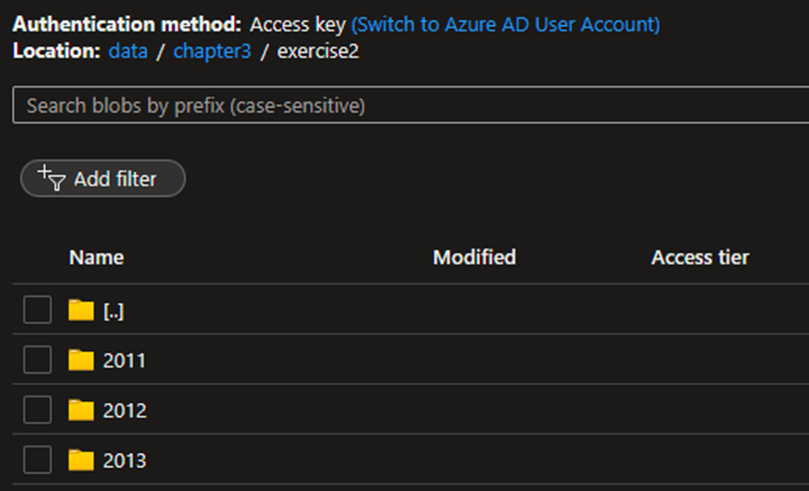 Authentication method: Access key (Switch to Azure AD User Account)
Location: data / chapter3 / exercise2
Search blobs by prefix (case-sensitive)
Add filter
Name Modified Access tier
[..]
2011
2012
2013